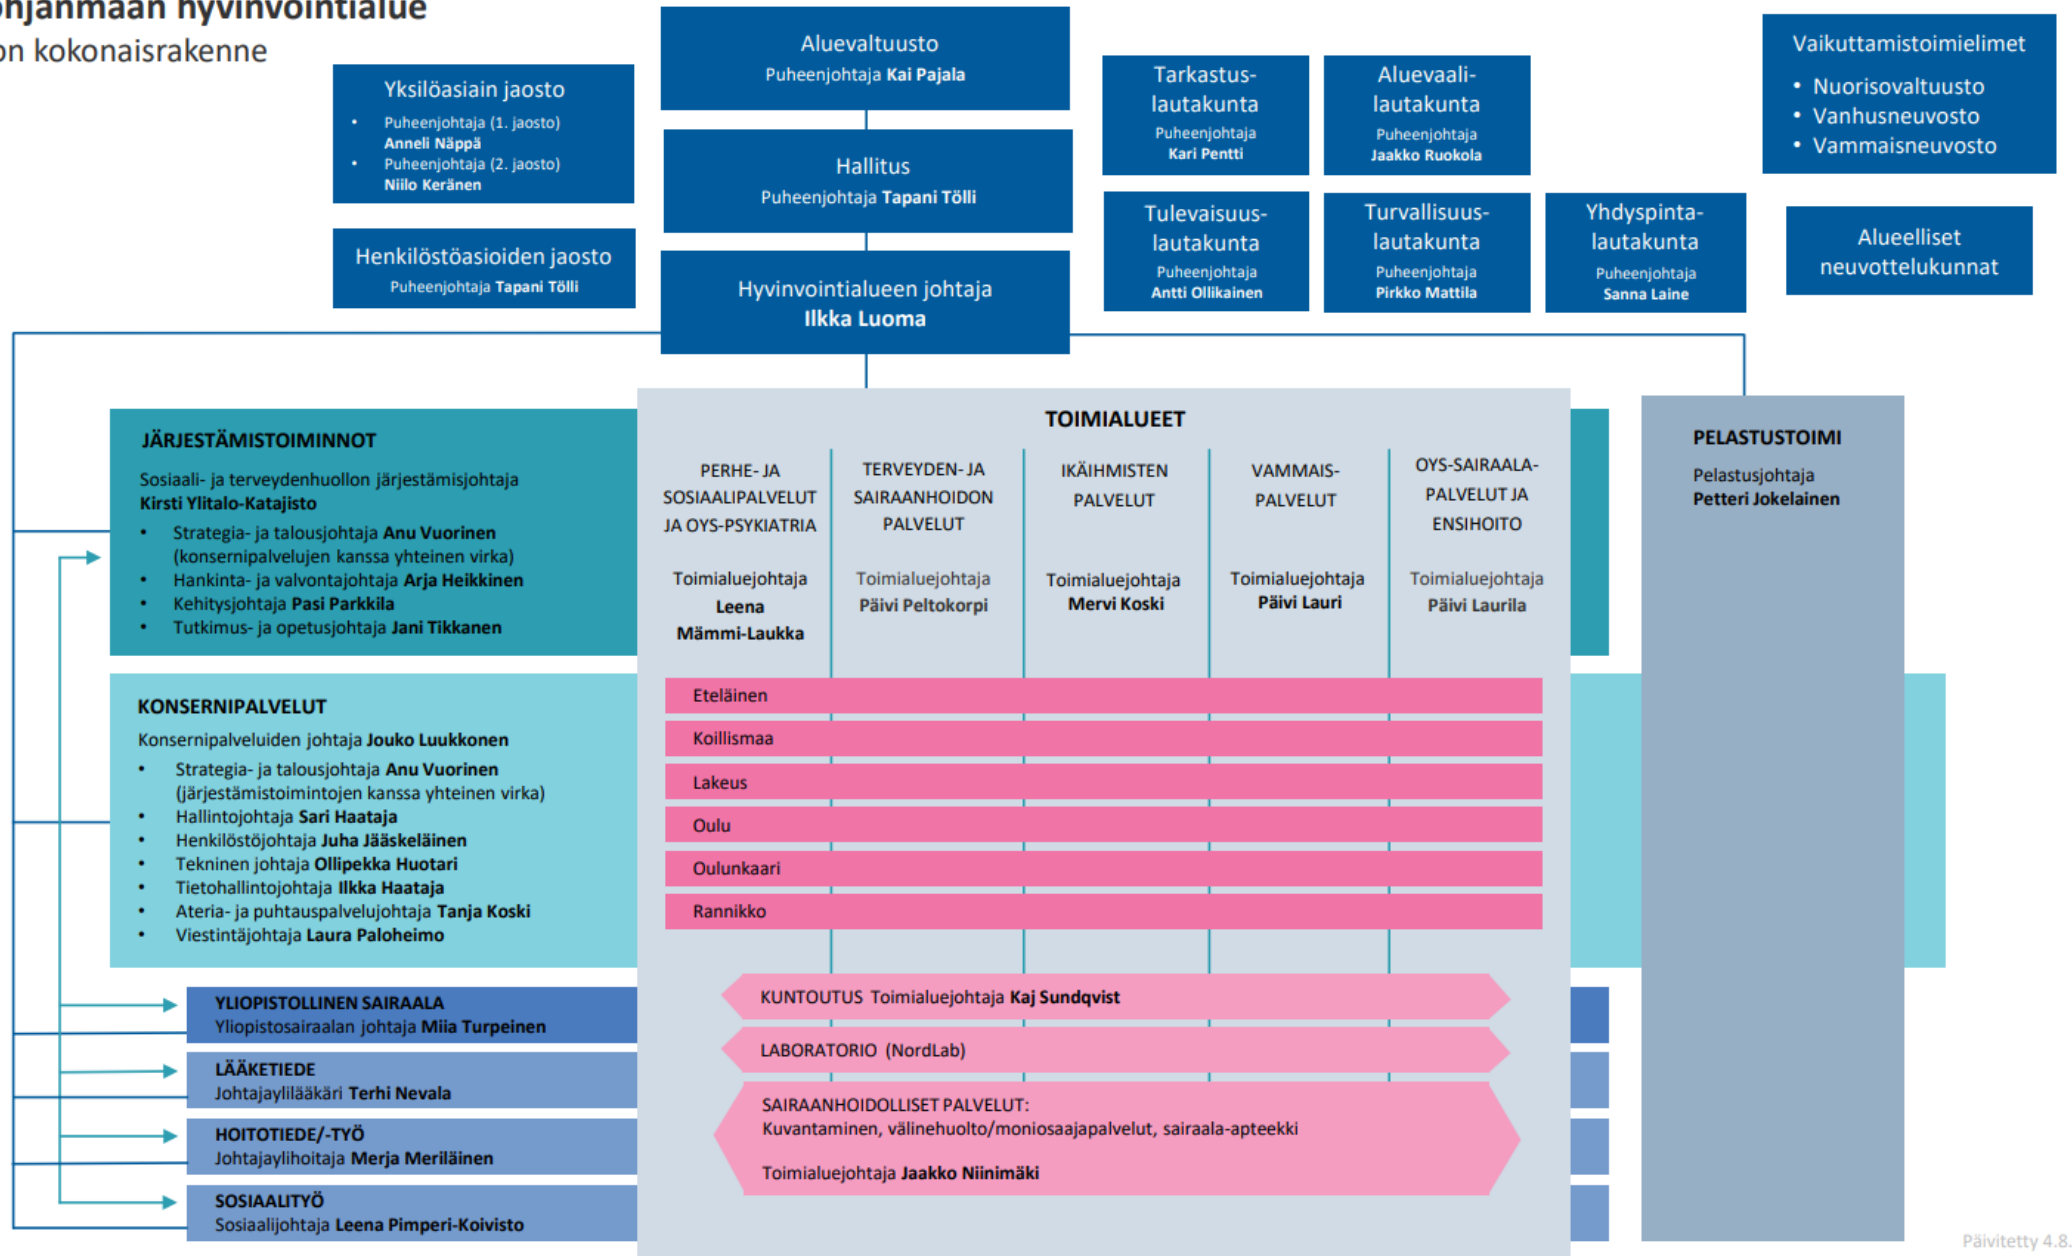 ohjanmaan hyvinvointialue
on kokonaisrakenne
Aluevaltuusto
Puheenjohtaja Kai Pajala
Hallitus
Puheenjohtaja Tapani Tölli
Hyvinvointialueen johtaja
Ilkka Luoma
Yksilöasiain jaosto
• Puheenjohtaja (1. jaosto)
Anneli Näppä
• Puheenjohtaja (2. jaosto)
Niilo Keränen
Henkilöstöasioiden jaosto
Puheenjohtaja Tapani Tölli
Tarkastus-
lautakunta
Puheenjohtaja
Kari Pentti
Aluevaali-
lautakunta
Puheenjohtaja
Jaakko Ruokola
Tulevaisuus-
lautakunta
Puheenjohtaja
Antti Ollikainen
Turvallisuus-
lautakunta
Puheenjohtaja
Pirkko Mattila
Yhdyspinta-
lautakunta
Puheenjohtaja
Sanna Laine
Vaikuttamistoimielimet
• Nuorisovaltuusto
• Vanhusneuvosto
• Vammaisneuvosto
Alueelliset
neuvottelukunnat
JÄRJESTÄMISTOIMINNOT
Sosiaali- ja terveydenhuollon järjestämisjohtaja
Kirsti Ylitalo-Katajisto
• Strategia- ja talousjohtaja Anu Vuorinen
(konsernipalvelujen kanssa yhteinen virka)
• Hankinta- ja valvontajohtaja Arja Heikkinen
• Kehitysjohtaja Pasi Parkkila
• Tutkimus- ja opetusjohtaja Jani Tikkanen
KONSERNIPALVELUT
Konsernipalveluiden johtaja Jouko Luukkonen
• Strategia- ja talousjohtaja Anu Vuorinen
(järjestämistoimintojen kanssa yhteinen virka)
• Hallintojohtaja Sari Haataja
• Henkilöstöjohtaja Juha Jääskeläinen
• Tekninen johtaja Ollipekka Huotari
• Tietohallintojohtaja Ilkka Haataja
• Ateria- ja puhtauspalvelujohtaja Tanja Koski
• Viestintäjohtaja Laura Paloheimo
YLIOPISTOLLINEN SAIRAALA
Yliopistosairaalan johtaja Miia Turpeinen
LÄÄKETIEDE
Johtajaylilääkäri Terhi Nevala
HOITOTIEDE/-TYÖ
Johtajaylihoitaja Merja Meriläinen
SOSIAALITYÖ
Sosiaalijohtaja Leena Pimperi-Koivisto
TOIMIALUEET
PERHE- JA
SOSIAALIPALVELUT
JA OYS-PSYKIATRIA
Toimialuejohtaja
Leena
Mämmi-Laukka
TERVEYDEN- JA
SAIRAANHOIDON
PALVELUT
Toimialuejohtaja
Päivi Peltokorpi
IKÄIHMISTEN
PALVELUT
Toimialuejohtaja
Mervi Koski
VAMMAIS-
PALVELUT
Toimialuejohtaja
Päivi Lauri
OYS-SAIRAALA-
PALVELUT JA
ENSIHOITO
Toimialuejohtaja
Päivi Laurila
Eteläinen
Koillismaa
Lakeus
Oulu
Oulunkaari
Rannikko
KUNTOUTUS Toimialuejohtaja Kaj Sundqvist
LABORATORIO (NordLab)
SAIRAANHOIDOLLISET PALVELUT:
Kuvantaminen, välinehuolto/moniosaajapalvelut, sairaala-apteekki
Toimialuejohtaja Jaakko Niinimäki
PELASTUSTOIMI
Pelastusjohtaja
Petteri Jokelainen
Päivitetty 4.8.